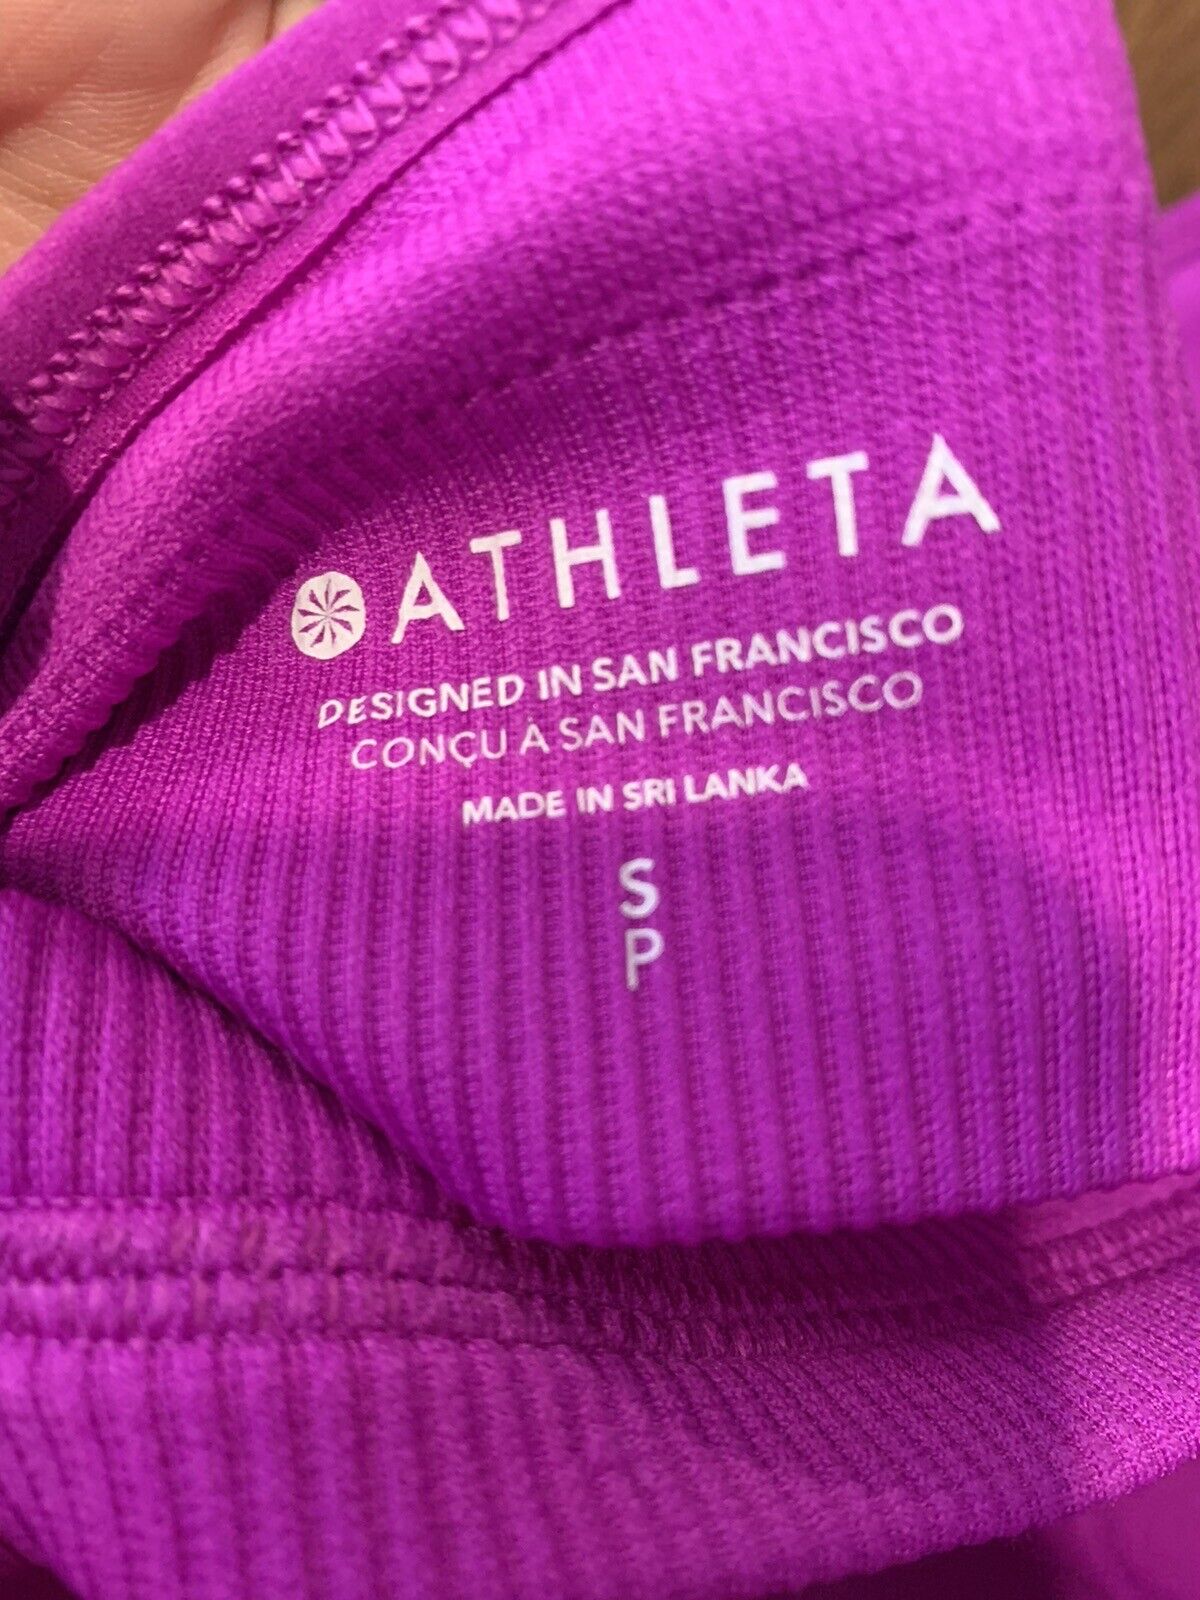 ATHLETA
DESIGNED IN SAN FRANCISCO
CONÇU À SAN FRANCISCO
MADE IN SRI LANKA
S
P